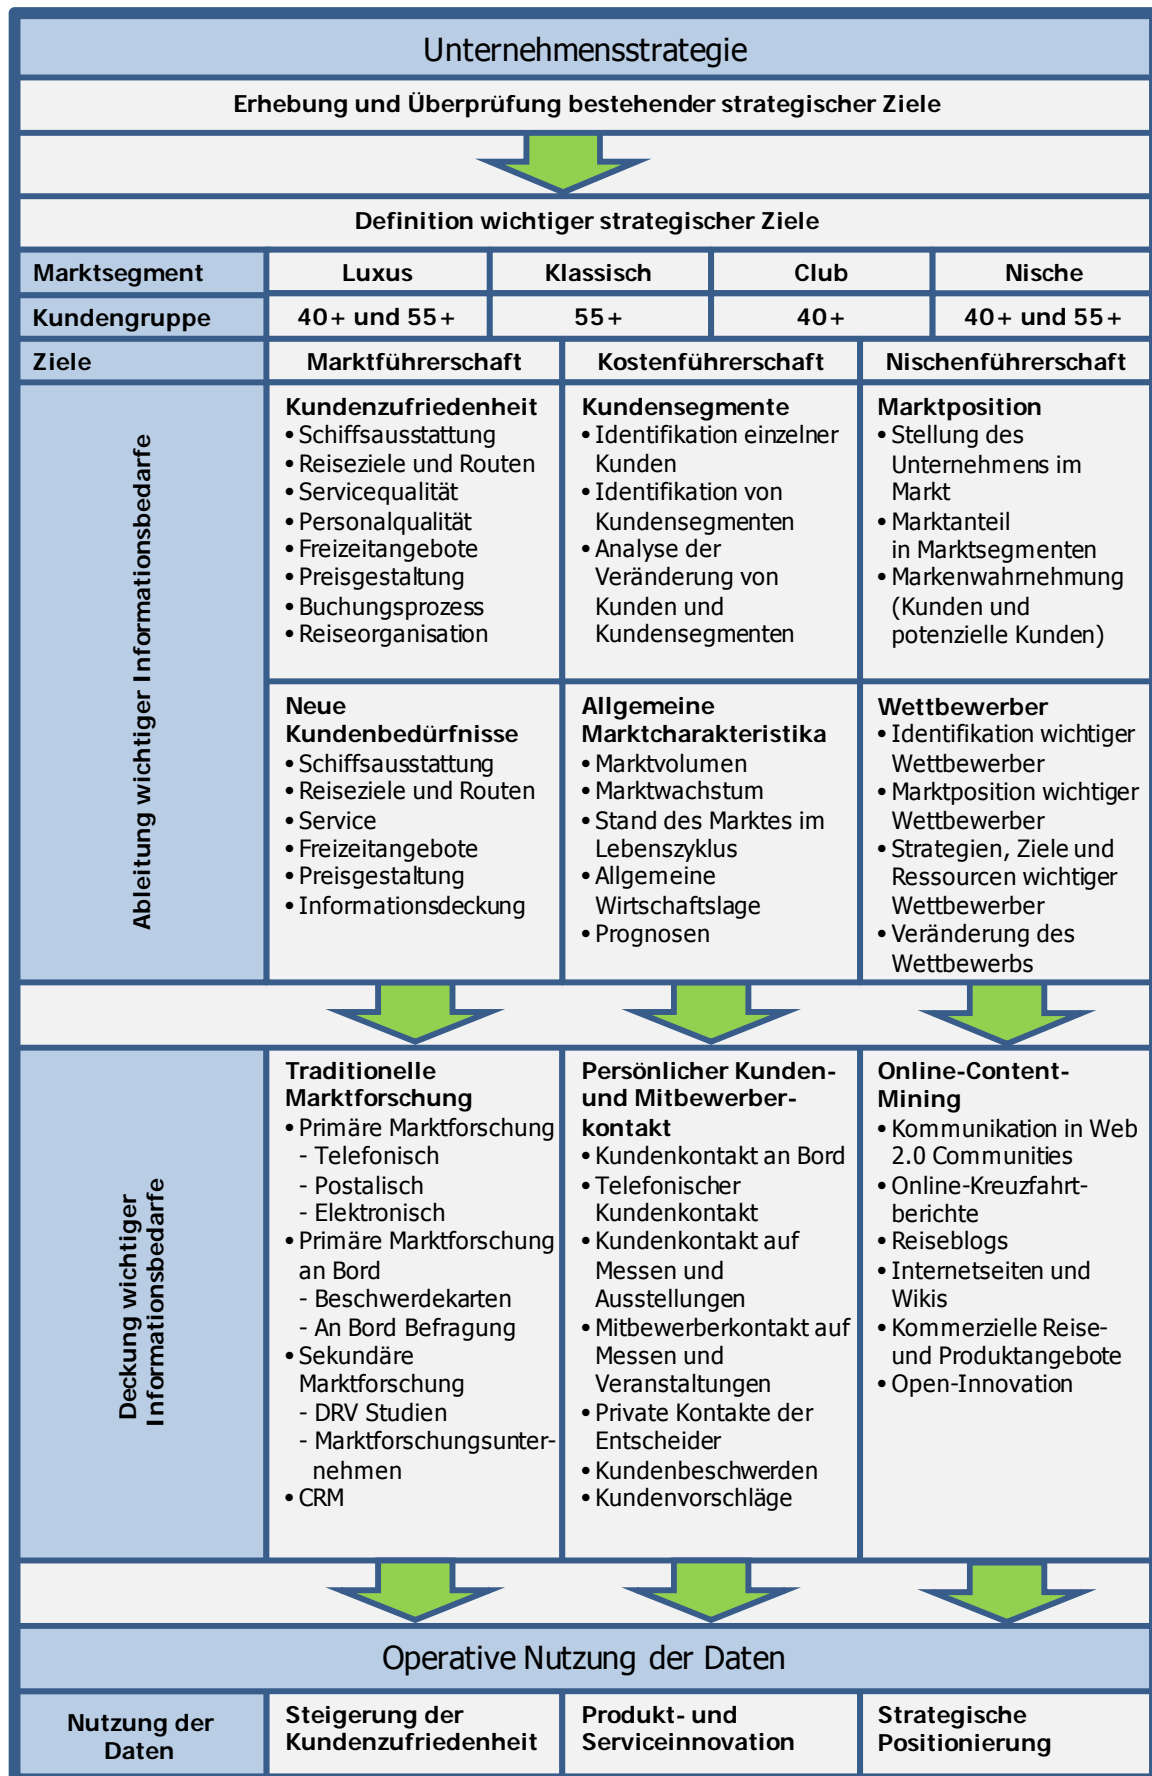 Unternehmensstrategie
Erhebung und Überprüfung bestehender strategischer Ziele
Definition wichtiger strategischer Ziele
Marktsegment
Luxus
Klassisch
Club
Nische
Kundengruppe
40+ und 55+
55+
40+
40+ und 55+
Ziele
Marktführerschaft
Kostenführerschaft
Nischenführerschaft
Ableitung wichtiger Informationsbedarfe
Kundenzufriedenheit
• Schiffsausstattung
• Reiseziele und Routen
• Servicequalität
• Personalqualität
• Freizeitangebote
• Preisgestaltung
• Buchungsprozess
• Reiseorganisation
Kundensegmente
• Identifikation einzelner
Kunden
• Identifikation von
Kundensegmenten
• Analyse der
Veränderung von
Kunden und
Kundensegmenten
Marktposition
• Stellung des
Unternehmens im
Markt
• Marktanteil
in Marktsegmenten
• Markenwahrnehmung
(Kunden und
potenzielle Kunden)
Neue
Kundenbedürfnisse
• Schiffsausstattung
• Reiseziele und Routen
• Service
• Freizeitangebote
• Preisgestaltung
• Informationsdeckung
Allgemeine
Marktcharakteristika
• Marktvolumen
• Marktwachstum
• Stand des Marktes im
Lebenszyklus
• Allgemeine
Wirtschaftslage
• Prognosen
Wettbewerber
• Identifikation wichtiger
Wettbewerber
• Marktposition wichtiger
Wettbewerber
• Strategien, Ziele und
Ressourcen wichtiger
Wettbewerber
• Veränderung des
Wettbewerbs
Deckung wichtiger
Informationsbedarfe
Traditionelle
Marktforschung
• Primäre Marktforschung
- Telefonisch
- Postalisch
- Elektronisch
• Primäre Marktforschung
an Bord
- Beschwerdekarten
- An Bord Befragung
• Sekundäre
Marktforschung
- DRV Studien
- Marktforschungsunter-
nehmen
• CRM
Persönlicher Kunden-
und Mitbewerber-
kontakt
• Kundenkontakt an Bord
• Telefonischer
Kundenkontakt
• Kundenkontakt auf
Messen und
Ausstellungen
• Mitbewerberkontakt auf
Messen und
Veranstaltungen
• Private Kontakte der
Entscheider
• Kundenbeschwerden
• Kundenvorschläge
Online-Content-
Mining
• Kommunikation in Web
2.0 Communities
• Online-Kreuzfahrt-
berichte
• Reiseblogs
• Internetseiten und
Wikis
• Kommerzielle Reise-
und Produktangebote
• Open-Innovation
Operative Nutzung der Daten
Nutzung der
Daten
Steigerung der
Kundenzufriedenheit
Produkt- und
Serviceinnovation
Strategische
Positionierung